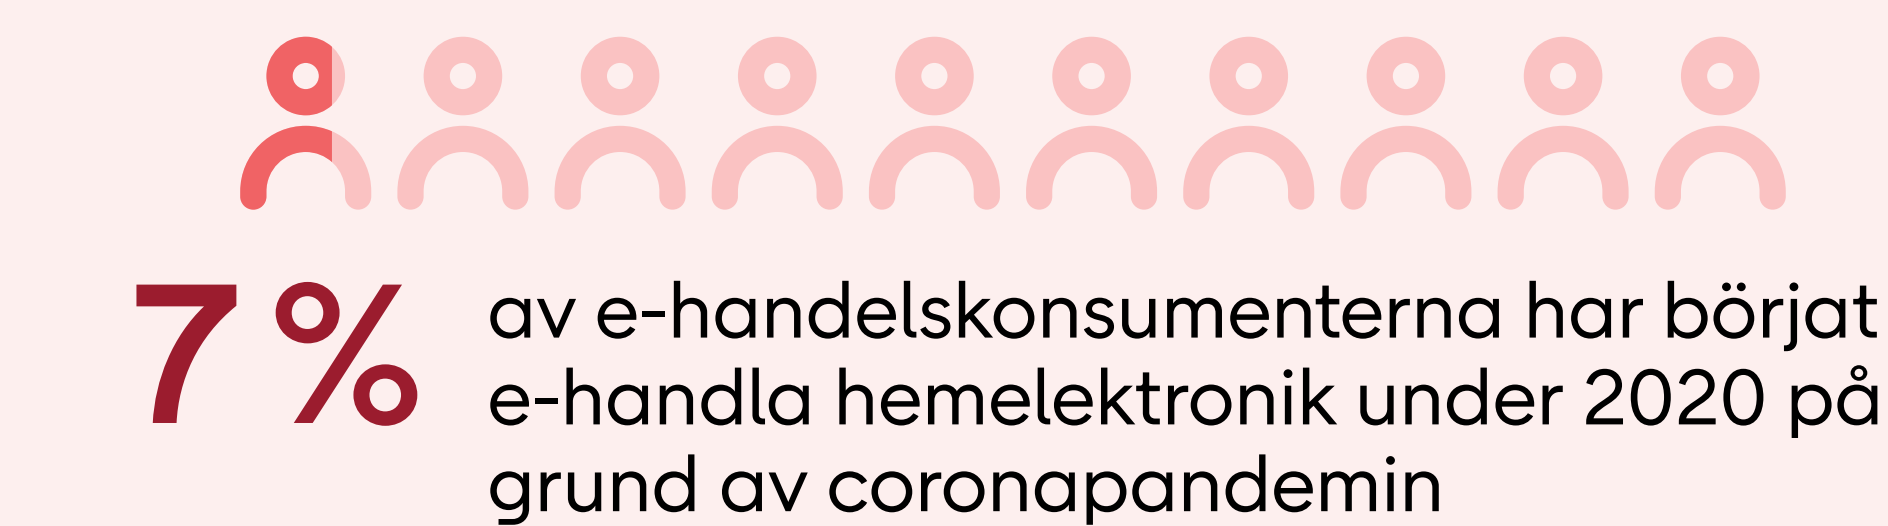 7 %
av e-handelskonsumenterna har börjat
e-handla hemelektronik under 2020 på
grund av coronapandemin